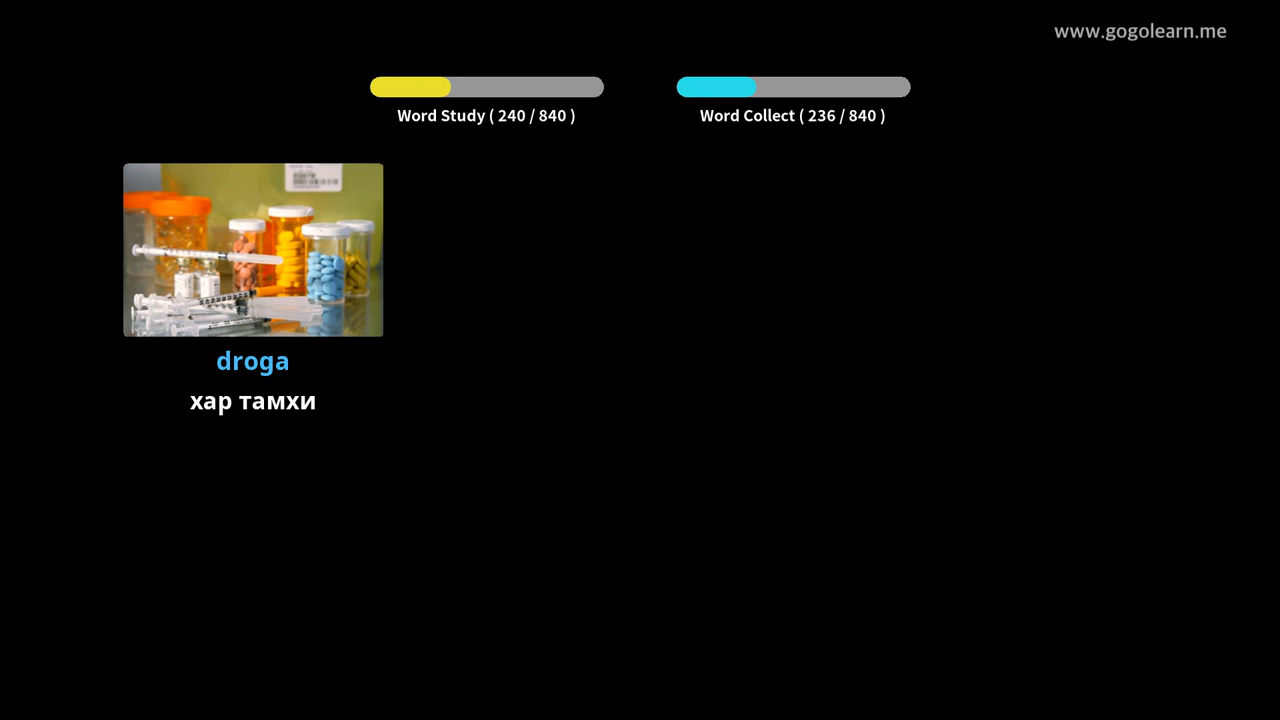 www.gogolearn.me
Word Study ( 240 / 840 )
Word Collect ( 236 / 840 )
droga
хар тамхи